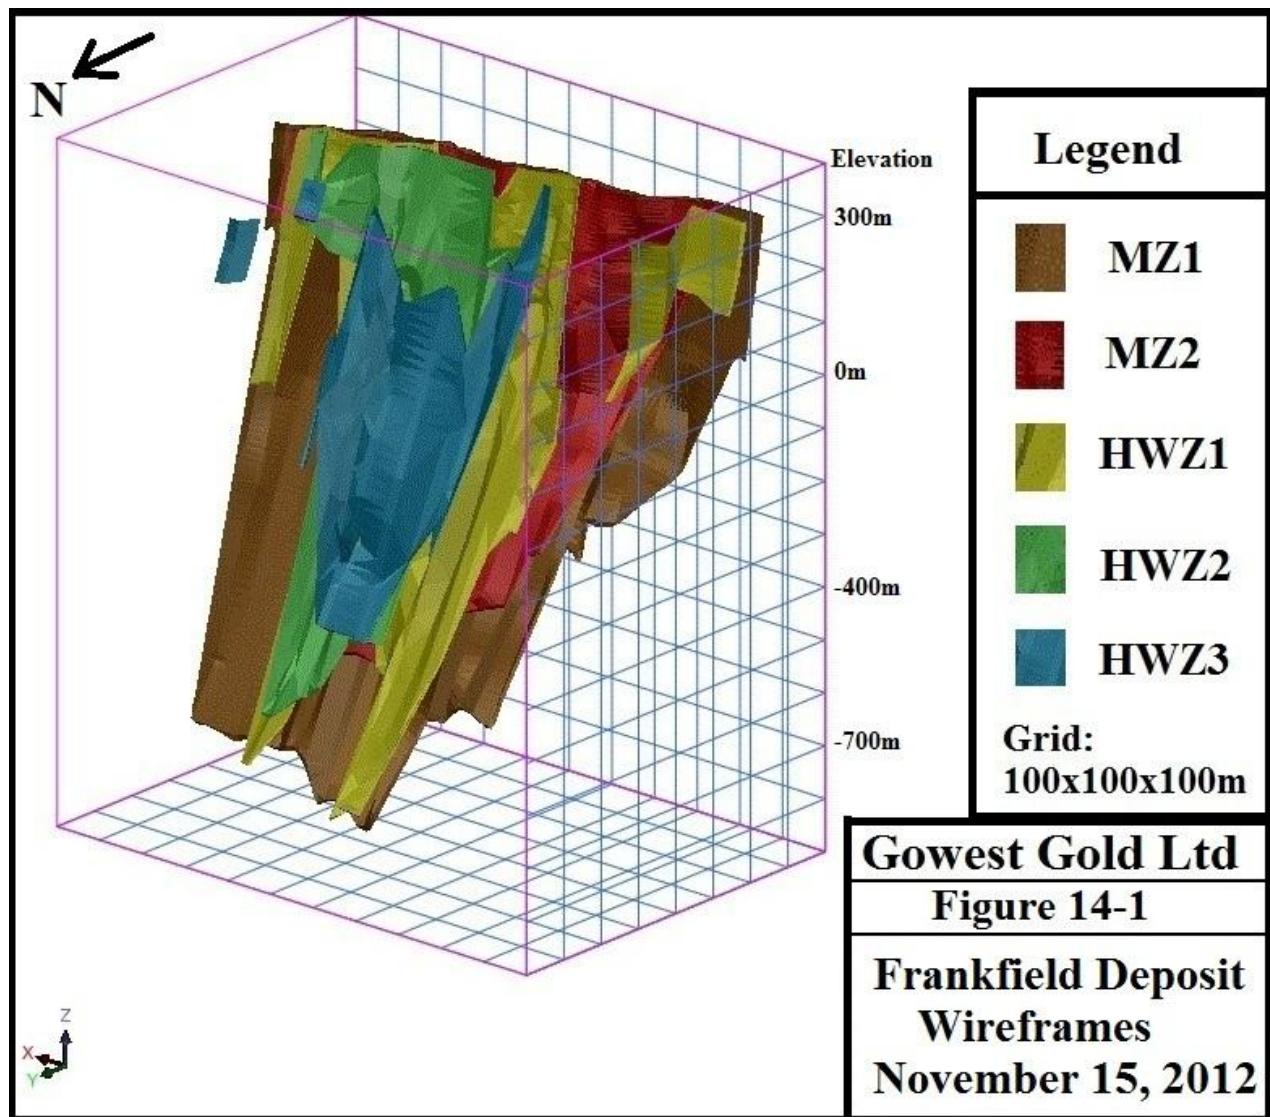 N
Elevation
300m
0m
-400m
-700m
Legend
MZ1
MZ2
HWZ1
HWZ2
HWZ3
Grid:
100x100x100m
Gowest Gold Ltd
Figure 14-1
Frankfield Deposit
Wireframes
November 15, 2012
Z
X
Y